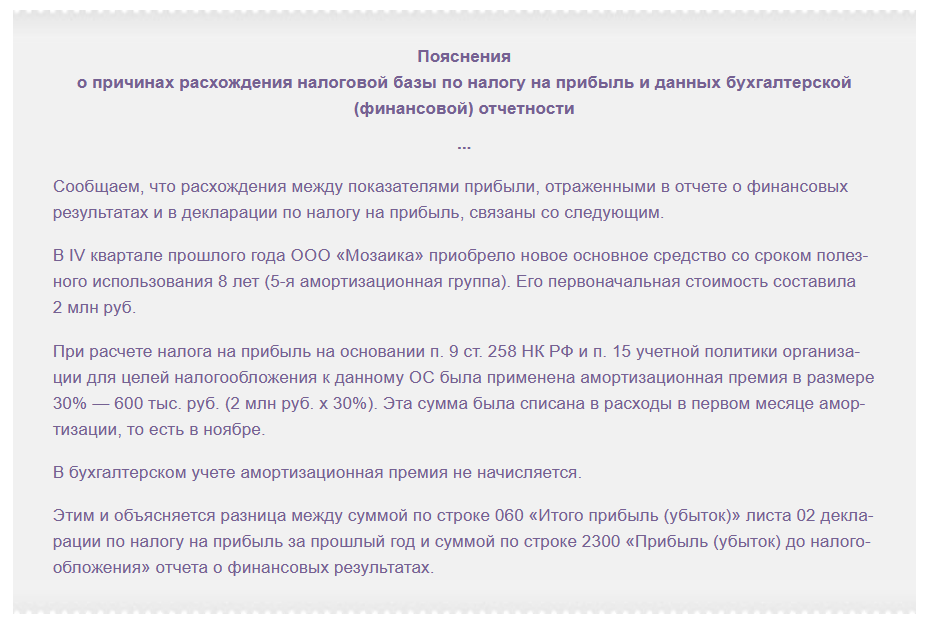 Пояснения
о причинах расхождения налоговой базы по налогу на прибыль и данных бухгалтерской
(финансовой) отчетности
...
Сообщаем, что расхождения между показателями прибыли, отраженными в отчете о финансовых
результатах и в декларации по налогу на прибыль, связаны со следующим.
В IV квартале прошлого года ООО «Мозаика» приобрело новое основное средство со сроком полез-
ного использования 8 лет (5-я амортизационная группа). Его первоначальная стоимость составила
2 млн руб.
При расчете налога на прибыль на основании п. 9 ст. 258 НК РФ и п. 15 учетной политики организа-
ции для целей налогообложения к данному ОС была применена амортизационная премия в размере
30% — 600 тыс. руб. (2 млн руб. х 30%). Эта сумма была списана в расходы в первом месяце амор-
тизации, то есть в ноябре.
В бухгалтерском учете амортизационная премия не начисляется.
Этим и объясняется разница между суммой по строке 060 «Итого прибыль (убыток)» листа 02 декла-
рации по налогу на прибыль за прошлый год и суммой по строке 2300 «Прибыль (убыток) до налого-
обложения» отчета о финансовых результатах.